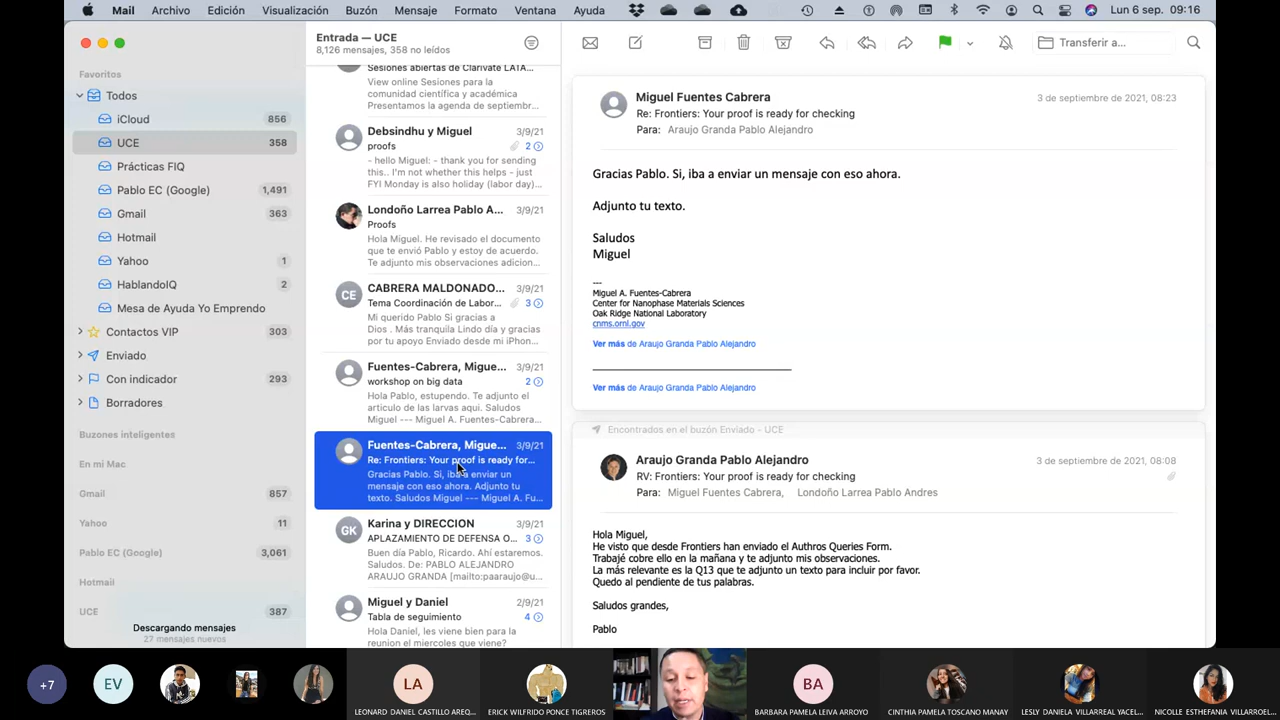 Mail Archivo Edición Visualización Buzón Mensaje Formato Ventana Ayuda Lun 6 sep. 09:16
Favoritos
Todos
iCloud 856
UCE 358
Prácticas FIQ
Pablo EC (Google) 1,491
Gmail 363
Hotmail
Yahoo 1
HablandoIQ 2
Mesa de Ayuda Yo Emprendo
Contactos VIP 303
Enviado
Con indicador 293
Borradores
Buzones inteligentes
En mi Mac
Gmail 857
Yahoo 11
Pablo EC (Google) 3,061
Hotmail
UCE 387
Descargando mensajes
27 mensajes nuevos
Entrada — UCE
8,126 mensajes, 358 no leídos
Sesiones abiertas de Clarivate LATA...
View online Sesiones para la
comunidad científica y académica
Presentamos la agenda de septiembr...
Debsindhu y Miguel 3/9/21
proofs 2
- hello Miguel: - thank you for sending
this.. I'm not whether this helps - just
FYI Monday is also holiday (labor day)...
Londoño Larrea Pablo A... 3/9/21
Proofs
Hola Miguel. He revisado el documento
que te envió Pablo y estoy de acuerdo.
Te adjunto mis observaciones adicion...
CE CABRERA MALDONADO... 3/9/21
Tema Coordinación de Labor... 3
Mi querido Pablo Si gracias a
Dios . Más tranquila Lindo día y gracias
por tu apoyo Enviado desde mi iPhon...
Fuentes-Cabrera, Migue... 3/9/21
workshop on big data 2
Hola Pablo, estupendo. Te adjunto el
articulo de las larvas aqui. Saludos
Miguel --- Miguel A. Fuentes-Cabrera...
Fuentes-Cabrera, Migue... 3/9/21
Re: Frontiers: Your proof is ready for...
Gracias Pablo. Si, iba a enviar un
mensaje con eso ahora. Adjunto tu
texto. Saludos Miguel --- Miguel A. Fu...
GK Karina y DIRECCION 3/9/21
APLAZAMIENTO DE DEFENSA O... 3
Buen día Pablo, Ricardo. Ahí estaremos.
Saludos. De: PABLO ALEJANDRO
ARAUJO GRANDA [mailto:paaraujo@u...
Miguel y Daniel 2/9/21
Tabla de seguimiento 4
Hola Daniel, les viene bien para la
reunion el miercoles que viene?
Transferir a...
Miguel Fuentes Cabrera 3 de septiembre de 2021, 08:23
Re: Frontiers: Your proof is ready for checking
Para: Araujo Granda Pablo Alejandro
Gracias Pablo. Si, iba a enviar un mensaje con eso ahora.
Adjunto tu texto.
Saludos
Miguel
---
Miguel A. Fuentes-Cabrera
Center for Nanophase Materials Sciences
Oak Ridge National Laboratory
cnms.ornl.gov
Ver más de Araujo Granda Pablo Alejandro
Ver más de Araujo Granda Pablo Alejandro
Encontrados en el buzón Enviado - UCE
Araujo Granda Pablo Alejandro 3 de septiembre de 2021, 08:08
RV: Frontiers: Your proof is ready for checking
Para: Miguel Fuentes Cabrera, Londoño Larrea Pablo Andres
Hola Miguel,
He visto que desde Frontiers han enviado el Authros Queries Form.
Trabajé cobre ello en la mañana y te adjunto mis observaciones.
La más relevante es la Q13 que te adjunto un texto para incluir por favor.
Quedo al pendiente de tus palabras.
Saludos grandes,
Pablo
+7 EV LA BA
LEONARD DANIEL CASTILLO AREQ... ERICK WILFRIDO PONCE TIGREROS BARBARA PAMELA LEIVA ARROYO CINTHIA PAMELA TOSCANO MANAY LESLY DANIELA VILLARREAL YACEL... NICOLLE ESTHEFANIA VILLARROEL...